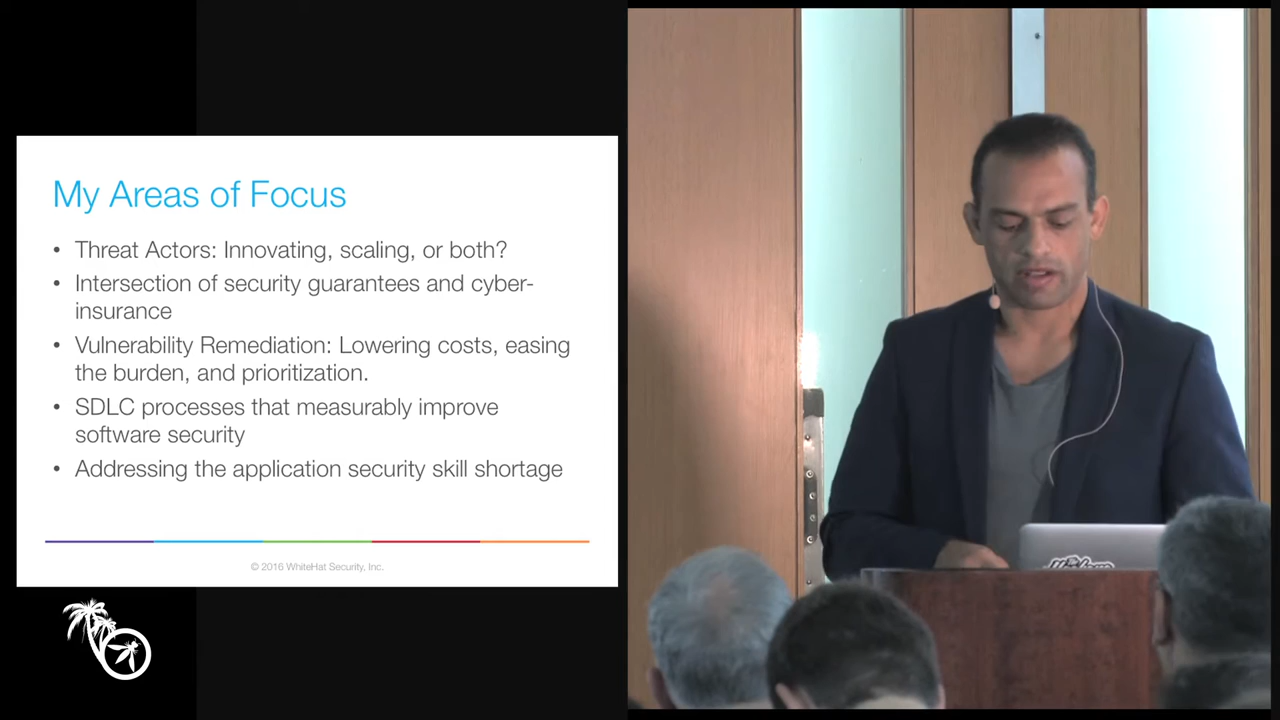 My Areas of Focus
• Threat Actors: Innovating, scaling, or both?
• Intersection of security guarantees and cyber-
insurance
• Vulnerability Remediation: Lowering costs, easing
the burden, and prioritization.
• SDLC processes that measurably improve
software security
• Addressing the application security skill shortage
© 2016 WhiteHat Security, Inc.